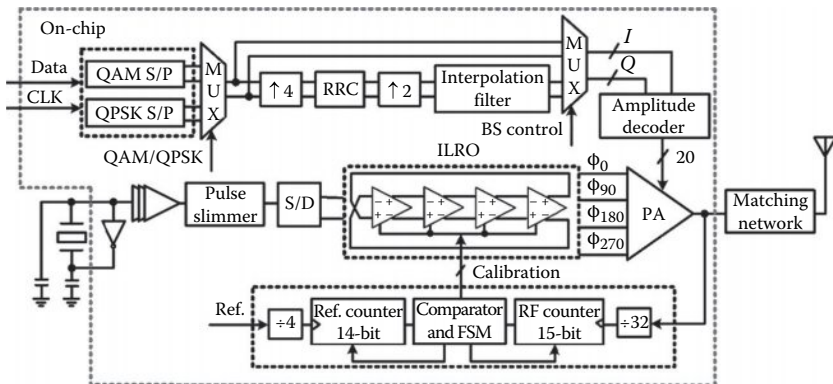 On-chip
Data
CLK
QAM S/P
QPSK S/P
MUX
QAM/QPSK
↑4
RRC
↑2
Interpolation
filter
MUX
BS control
I
Q
Amplitude
decoder
20
ILRO
Pulse
slimmer
S/D
− +
+ −
− +
+ −
− +
+ −
− +
+ −
ϕ0
ϕ90
ϕ180
ϕ270
PA
Matching
network
Calibration
Ref.
÷4
Ref. counter
14-bit
Comparator
and FSM
RF counter
15-bit
÷32